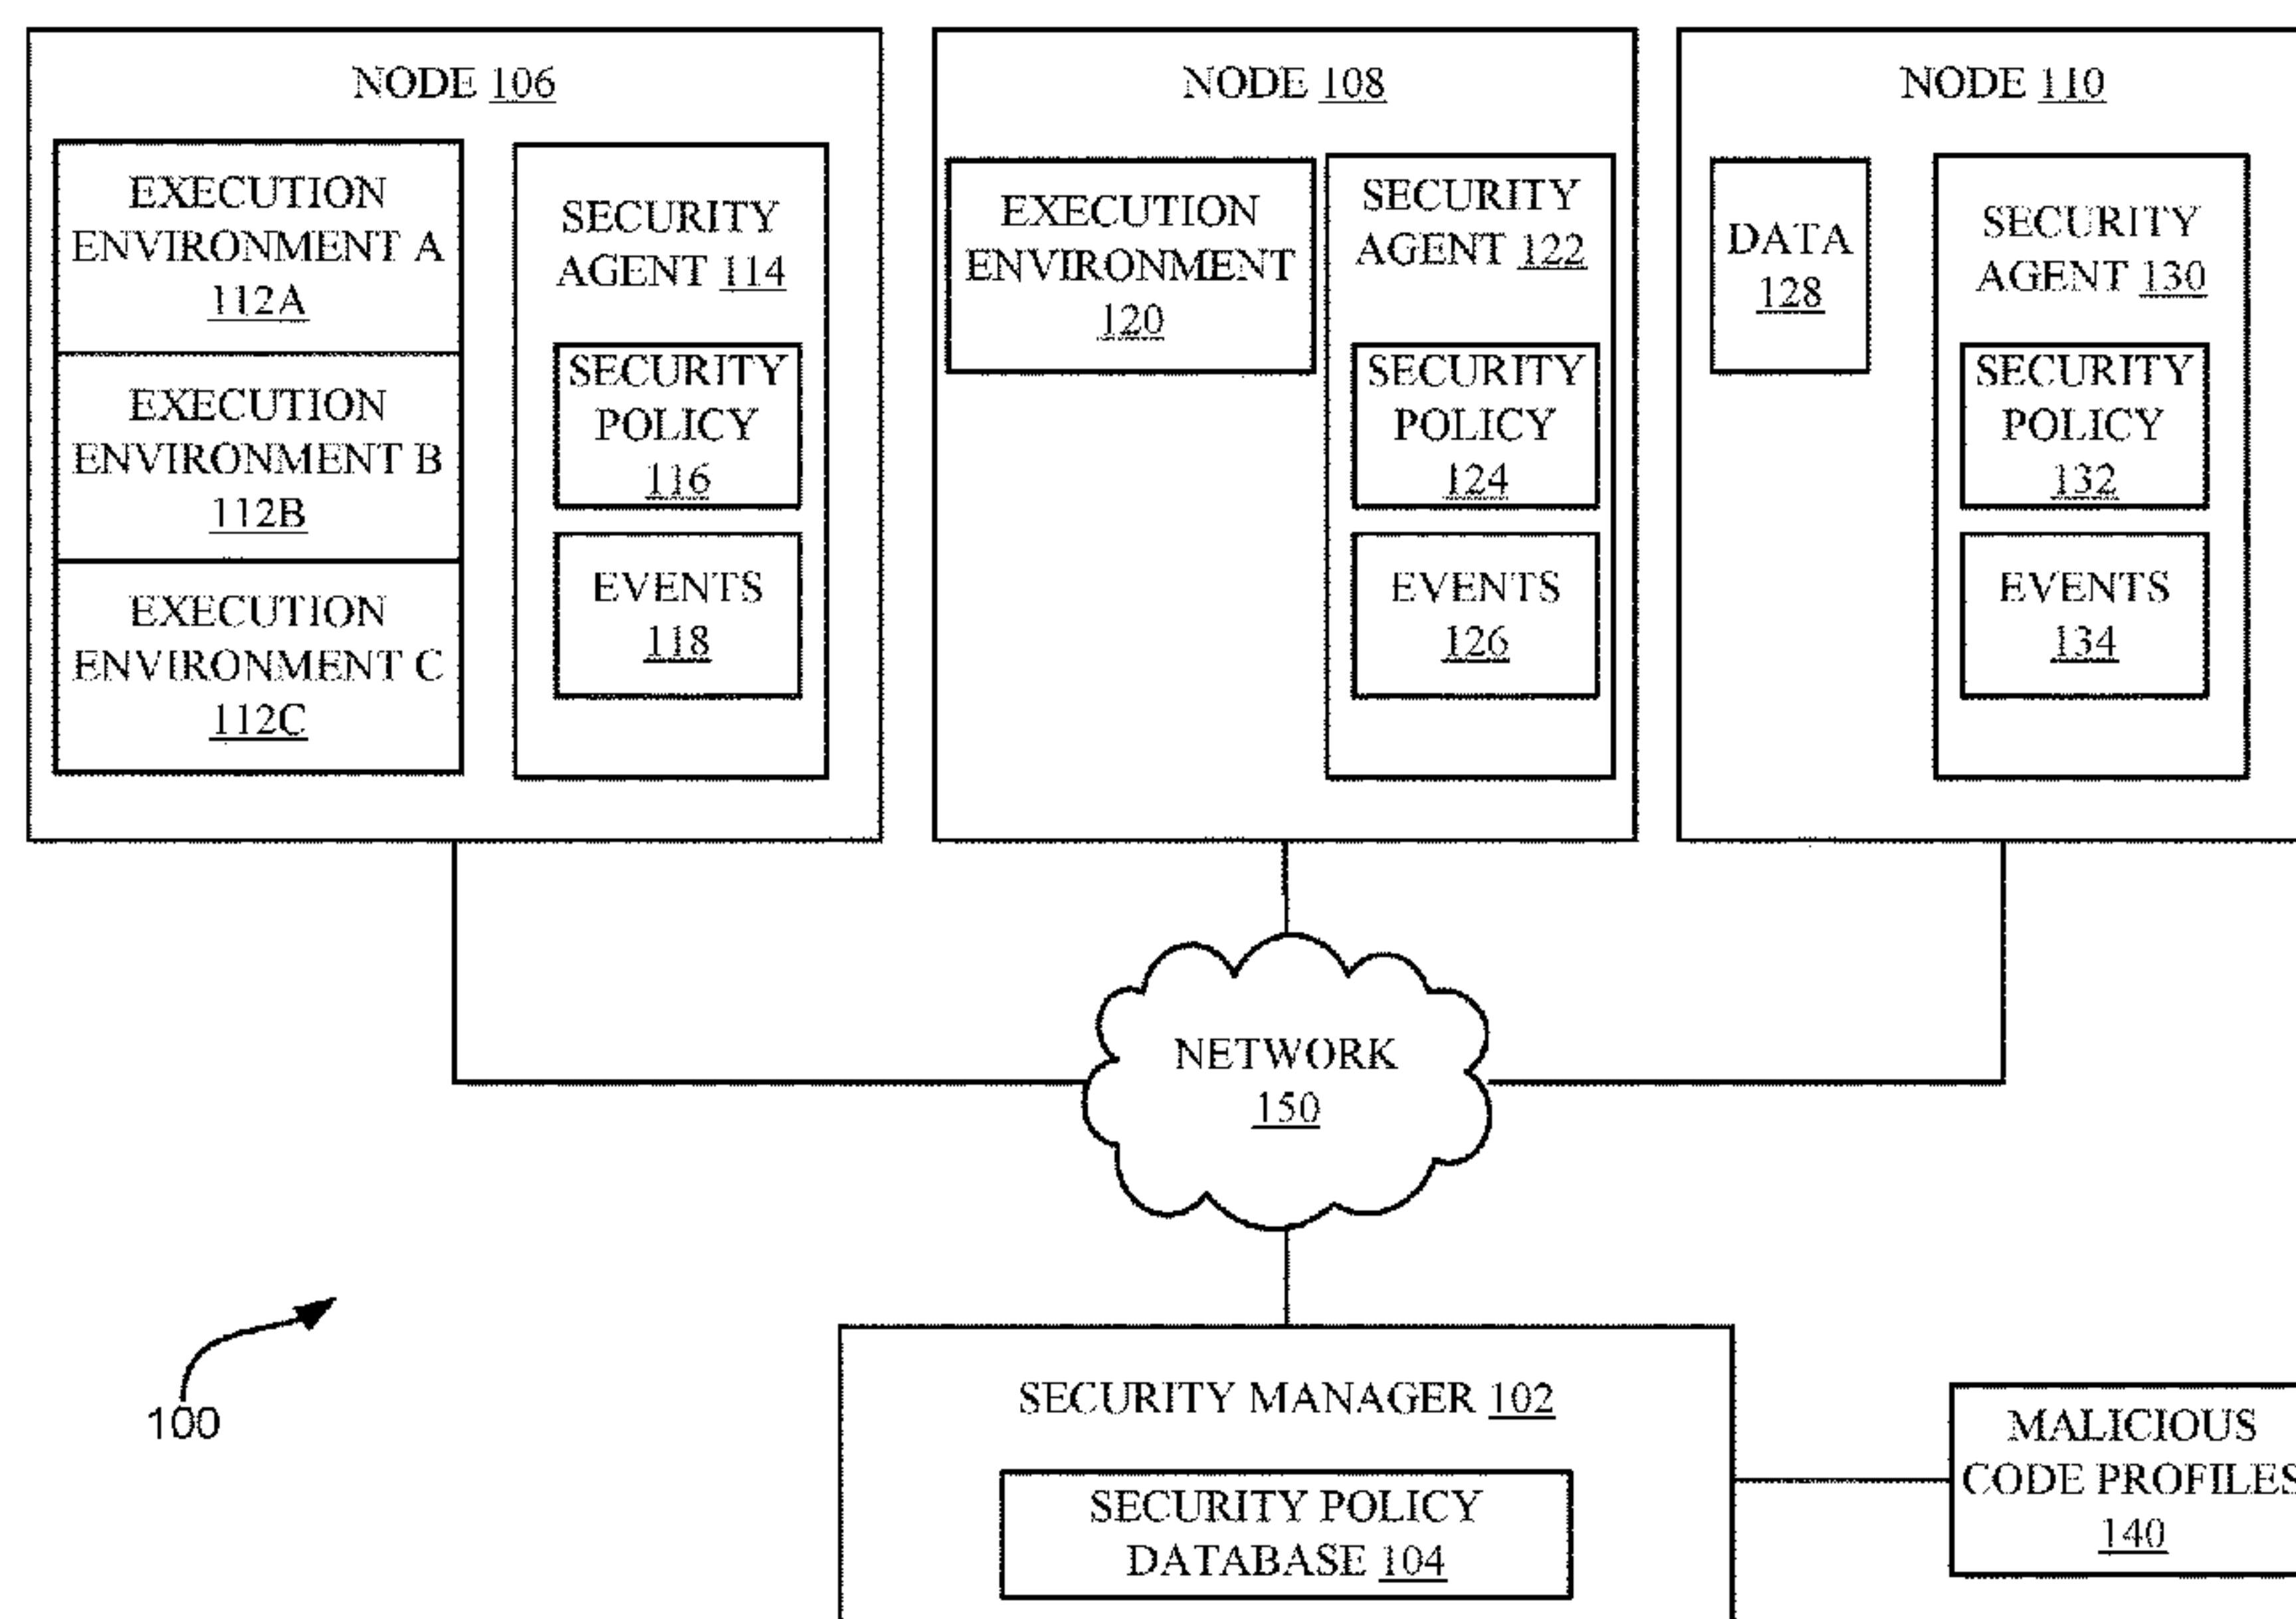 NODE 106
EXECUTION
ENVIRONMENT A
112A
EXECUTION
ENVIRONMENT B
112B
EXECUTION
ENVIRONMENT C
112C
SECURITY
AGENT 114
SECURITY
POLICY
116
EVENTS
118
NODE 108
EXECUTION
ENVIRONMENT
120
SECURITY
AGENT 122
SECURITY
POLICY
124
EVENTS
126
NODE 110
DATA
128
SECURITY
AGENT 130
SECURITY
POLICY
132
EVENTS
134
NETWORK
150
100
SECURITY MANAGER 102
SECURITY POLICY
DATABASE 104
MALICIOUS
CODE PROFILES
140